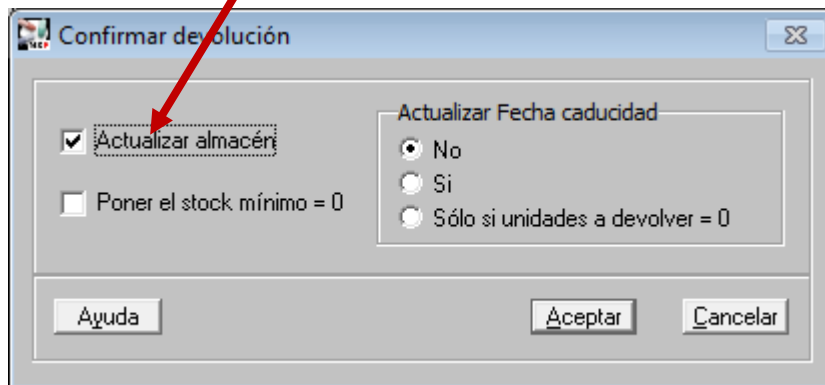 Confirmar devolución
Actualizar almacén
Poner el stock mínimo = 0
Actualizar Fecha caducidad
No
Si
Sólo si unidades a devolver = 0
Ayuda
Aceptar
Cancelar